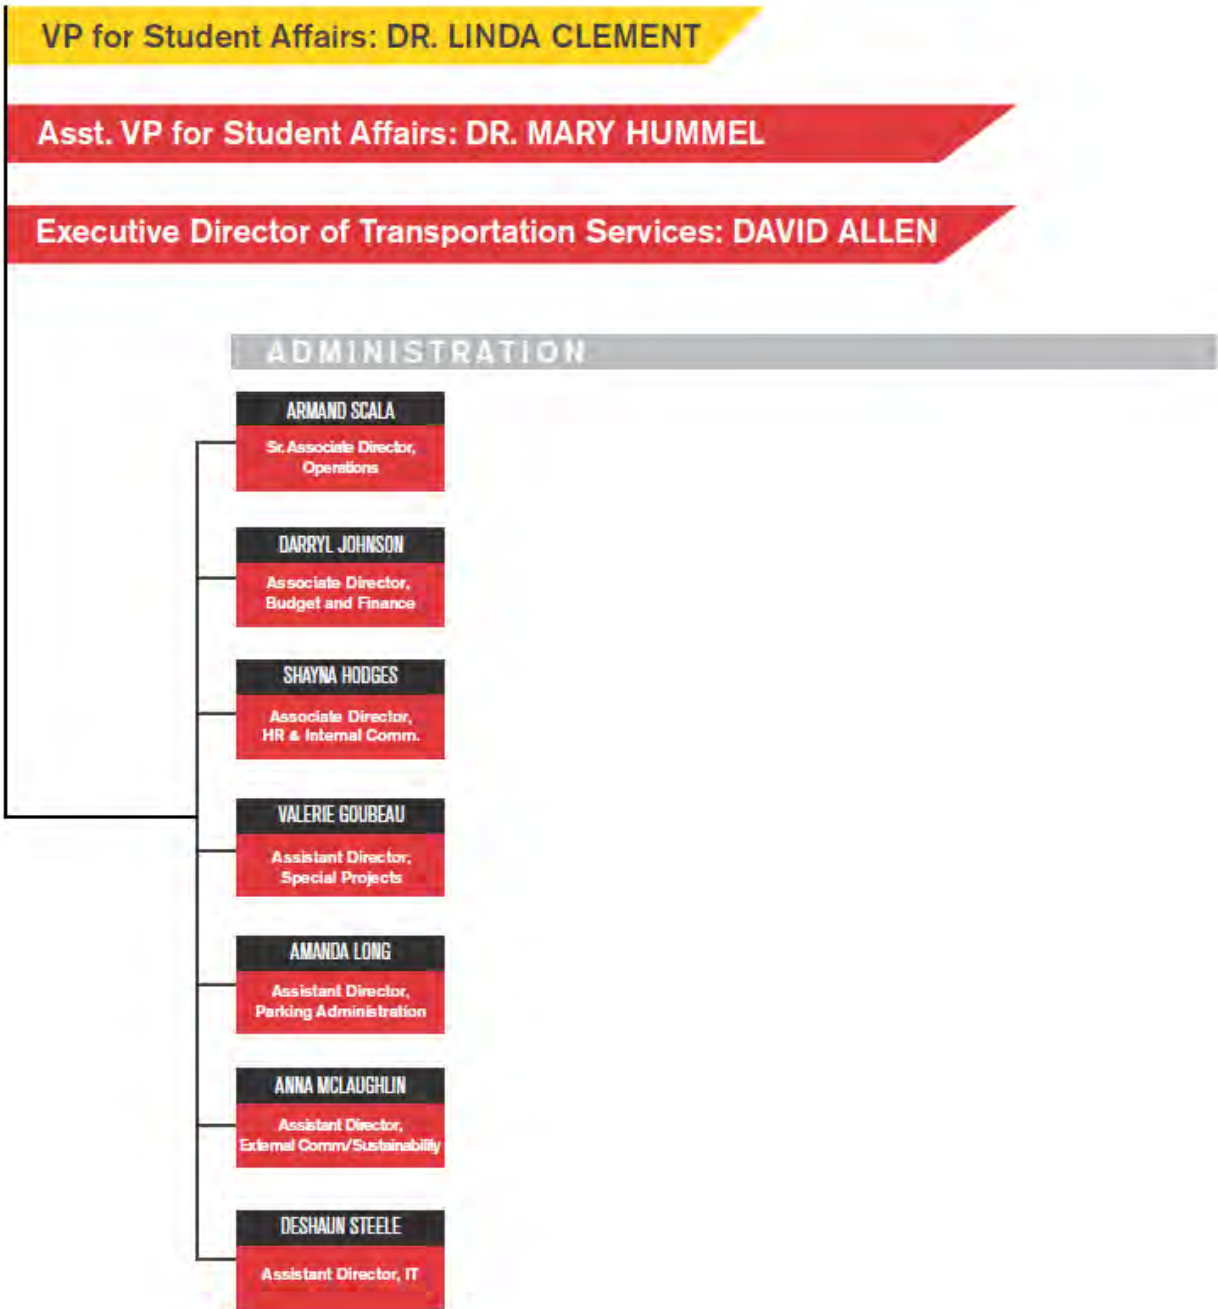 VP for Student Affairs: DR. LINDA CLEMENT
Asst. VP for Student Affairs: DR. MARY HUMMEL
Executive Director of Transportation Services: DAVID ALLEN
ADMINISTRATION
ARMAND SCALA
Sr. Associate Director,
Operations
DARRYL JOHNSON
Associate Director,
Budget and Finance
SHAYNA HODGES
Associate Director,
HR & Internal Comm.
VALERIE GOUBEAU
Assistant Director,
Special Projects
AMANDA LONG
Assistant Director,
Parking Administration
ANNA MCLAUGHLIN
Assistant Director,
External Comm/Sustainability
DESHAUN STEELE
Assistant Director, IT